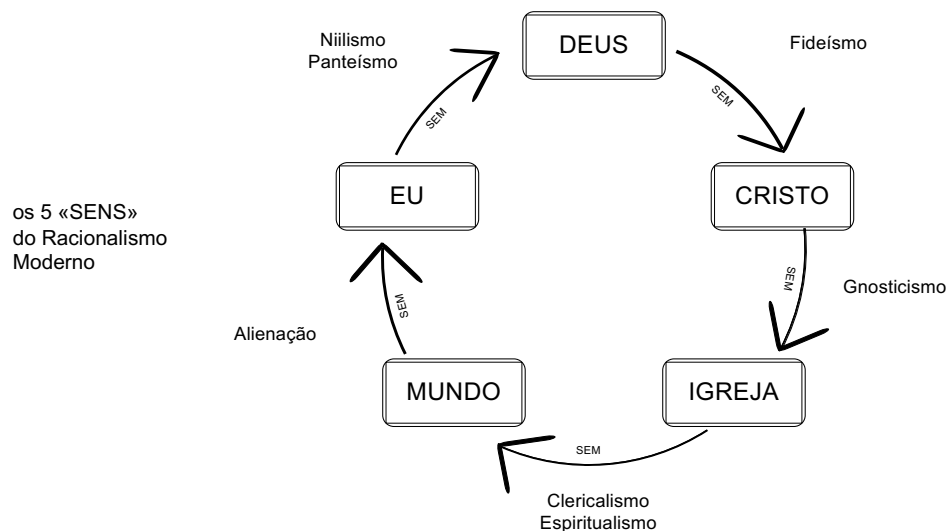 os 5 «SENS»
do Racionalismo
Moderno
DEUS
SEM
Fideísmo
CRISTO
SEM
Gnosticismo
IGREJA
SEM
Clericalismo
Espiritualismo
MUNDO
SEM
Alienação
EU
SEM
Niilismo
Panteísmo